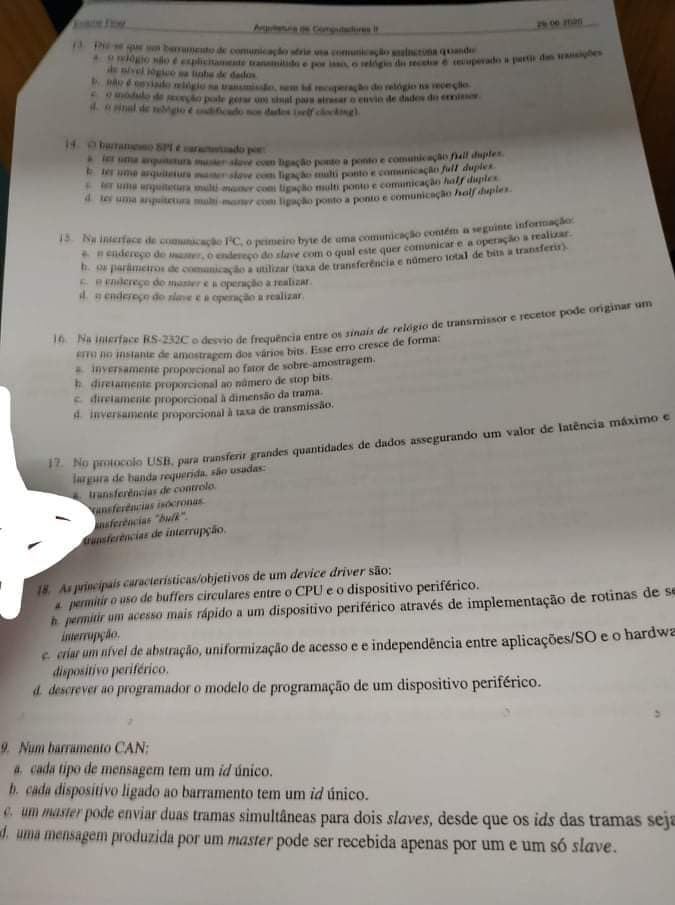 Exame Final Arquitetura de Computadores II 26-06-2020
13. Diz-se que um barramento de comunicação série usa comunicação assíncrona quando:
a. o relógio não é explicitamente transmitido e por isso, o relógio do recetor é recuperado a partir das transições
de nível lógico na linha de dados.
b. não é enviado relógio na transmissão, nem há recuperação do relógio na receção.
c. o módulo de receção pode gerar um sinal para atrasar o envio de dados do emissor.
d. o sinal de relógio é codificado nos dados (self clocking).
14. O barramento SPI é caracterizado por:
a. ter uma arquitetura master-slave com ligação ponto a ponto e comunicação full duplex.
b. ter uma arquitetura master-slave com ligação multi ponto e comunicação full duplex.
c. ter uma arquitetura multi-master com ligação multi ponto e comunicação half duplex.
d. ter uma arquitetura multi-master com ligação ponto a ponto e comunicação half duplex.
15. Na interface de comunicação I²C, o primeiro byte de uma comunicação contém a seguinte informação:
a. o endereço do master, o endereço do slave com o qual este quer comunicar e a operação a realizar.
b. os parâmetros de comunicação a utilizar (taxa de transferência e número total de bits a transferir).
c. o endereço do master e a operação a realizar.
d. o endereço do slave e a operação a realizar.
16. Na interface RS-232C o desvio de frequência entre os sinais de relógio de transmissor e recetor pode originar um
erro no instante de amostragem dos vários bits. Esse erro cresce de forma:
a. inversamente proporcional ao fator de sobre-amostragem.
b. diretamente proporcional ao número de stop bits.
c. diretamente proporcional à dimensão da trama.
d. inversamente proporcional à taxa de transmissão.
17. No protocolo USB, para transferir grandes quantidades de dados assegurando um valor de latência máximo e
largura de banda requerida, são usadas:
a. transferências de controlo.
ransferências isócronas.
ansferências "bulk".
transferências de interrupção.
18. As principais características/objetivos de um device driver são:
a. permitir o uso de buffers circulares entre o CPU e o dispositivo periférico.
b. permitir um acesso mais rápido a um dispositivo periférico através de implementação de rotinas de se
interrupção.
c. criar um nível de abstração, uniformização de acesso e e independência entre aplicações/SO e o hardwa
dispositivo periférico.
d. descrever ao programador o modelo de programação de um dispositivo periférico.
9. Num barramento CAN:
a. cada tipo de mensagem tem um id único.
b. cada dispositivo ligado ao barramento tem um id único.
c. um master pode enviar duas tramas simultâneas para dois slaves, desde que os ids das tramas seja
d. uma mensagem produzida por um master pode ser recebida apenas por um e um só slave.